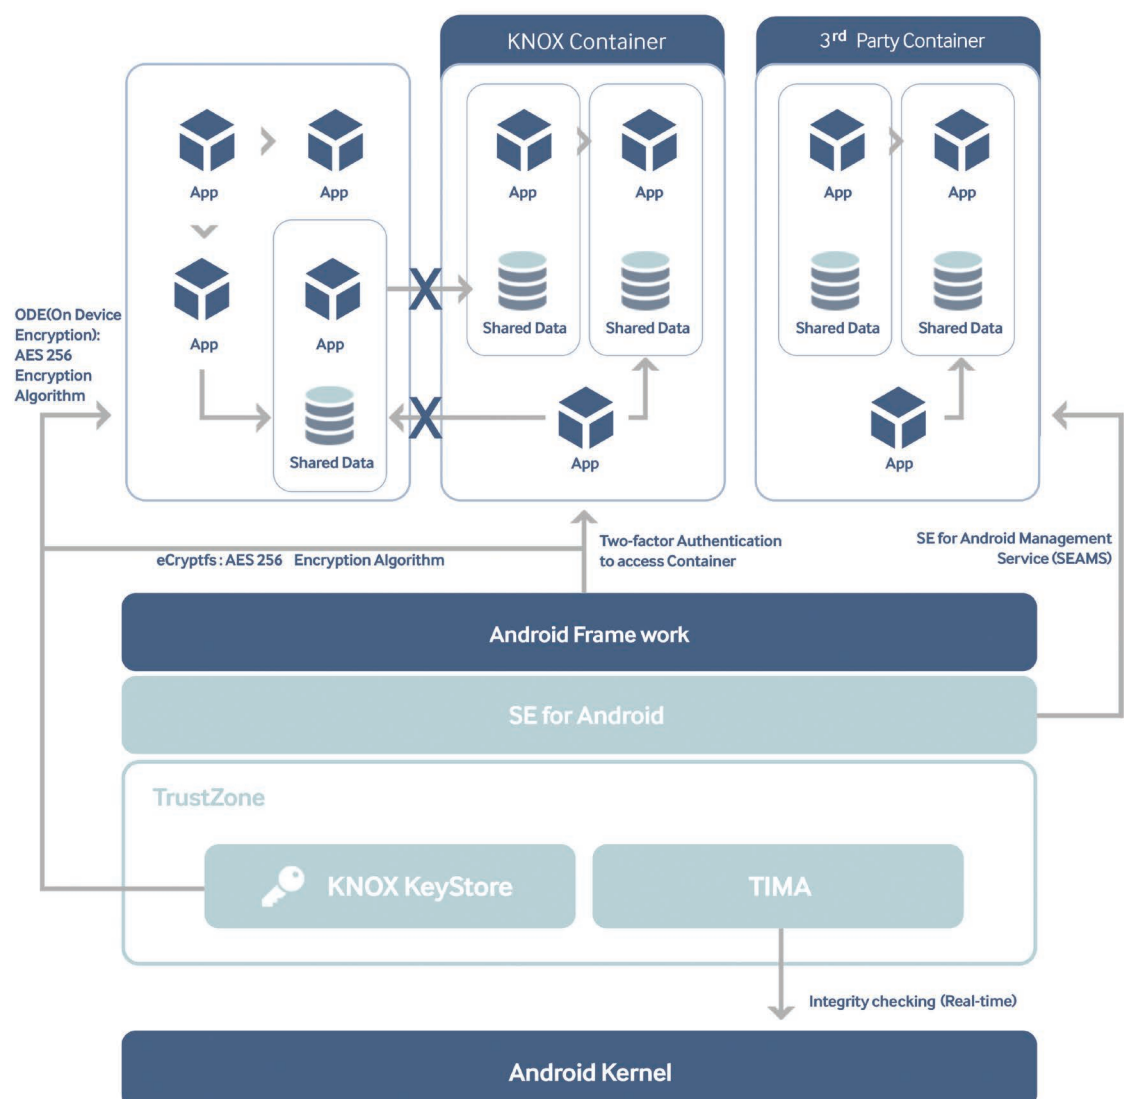 KNOX Container
3rd Party Container
App
App
App
App
App
App
ODE(On Device
Encryption):
AES 256
Encryption
Algorithm
App
App
Shared Data
Shared Data
Shared Data
Shared Data
X
X
Shared Data
App
App
eCryptfs : AES 256 Encryption Algorithm
Two-factor Authentication
to access Container
SE for Android Management
Service (SEAMS)
Android Frame work
SE for Android
TrustZone
KNOX KeyStore
TIMA
Integrity checking (Real-time)
Android Kernel